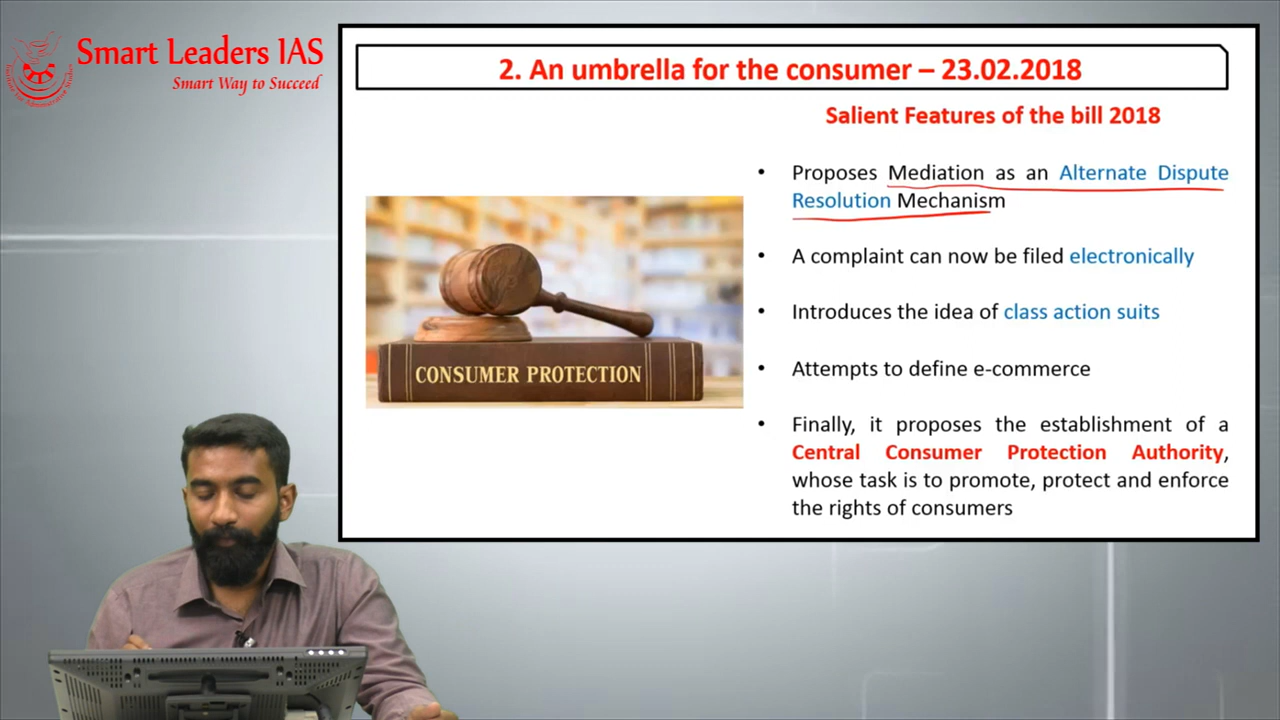 Smart Leaders IAS
Smart Way to Succeed
2. An umbrella for the consumer – 23.02.2018
Salient Features of the bill 2018
• Proposes Mediation as an Alternate Dispute
Resolution Mechanism
• A complaint can now be filed electronically
• Introduces the idea of class action suits
• Attempts to define e-commerce
• Finally, it proposes the establishment of a
Central Consumer Protection Authority,
whose task is to promote, protect and enforce
the rights of consumers
CONSUMER PROTECTION